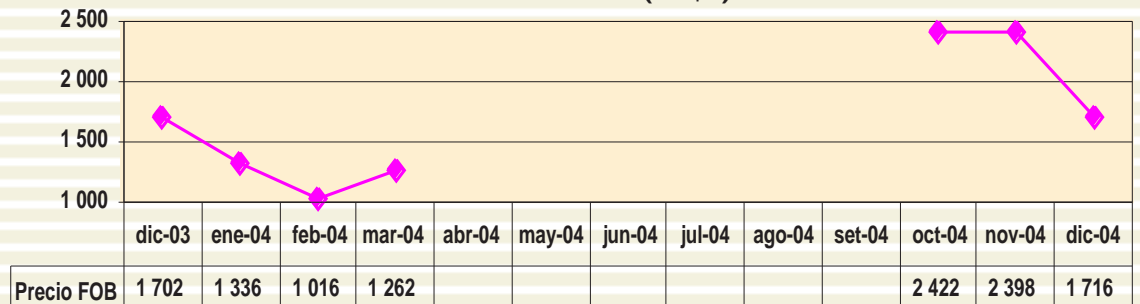 2 500
2 000
1 500
1 000
dic-03 ene-04 feb-04 mar-04 abr-04 may-04 jun-04 jul-04 ago-04 set-04 oct-04 nov-04 dic-04
Precio FOB 1 702 1 336 1 016 1 262 2 422 2 398 1 716